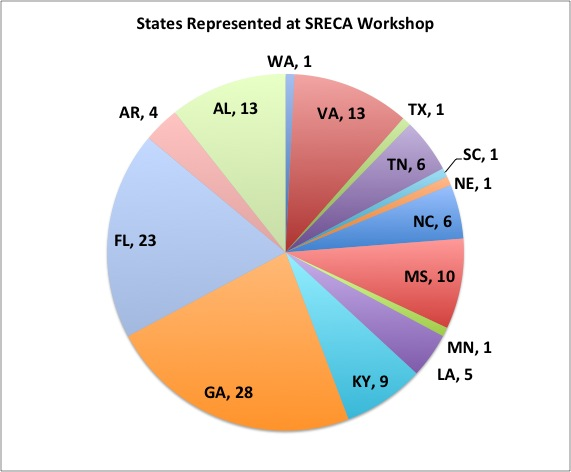 States Represented at SRECA Workshop
WA, 1
VA, 13
TX, 1
TN, 6
SC, 1
NE, 1
NC, 6
MS, 10
MN, 1
LA, 5
KY, 9
GA, 28
FL, 23
AR, 4
AL, 13